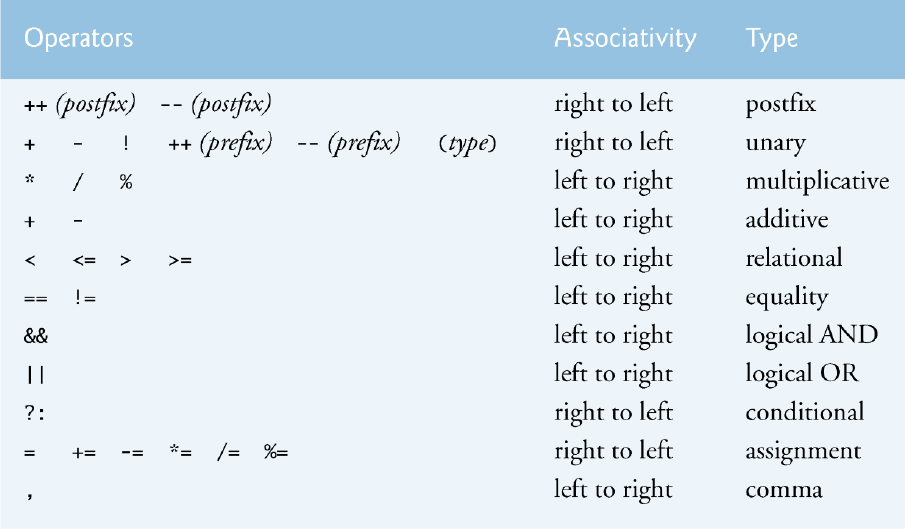 Operators Associativity Type
++ (postfix) -- (postfix) right to left postfix
+ - ! ++ (prefix) -- (prefix) (type) right to left unary
* / % left to right multiplicative
+ - left to right additive
< <= > >= left to right relational
== != left to right equality
&& left to right logical AND
|| left to right logical OR
?: right to left conditional
= += -= *= /= %= right to left assignment
, left to right comma